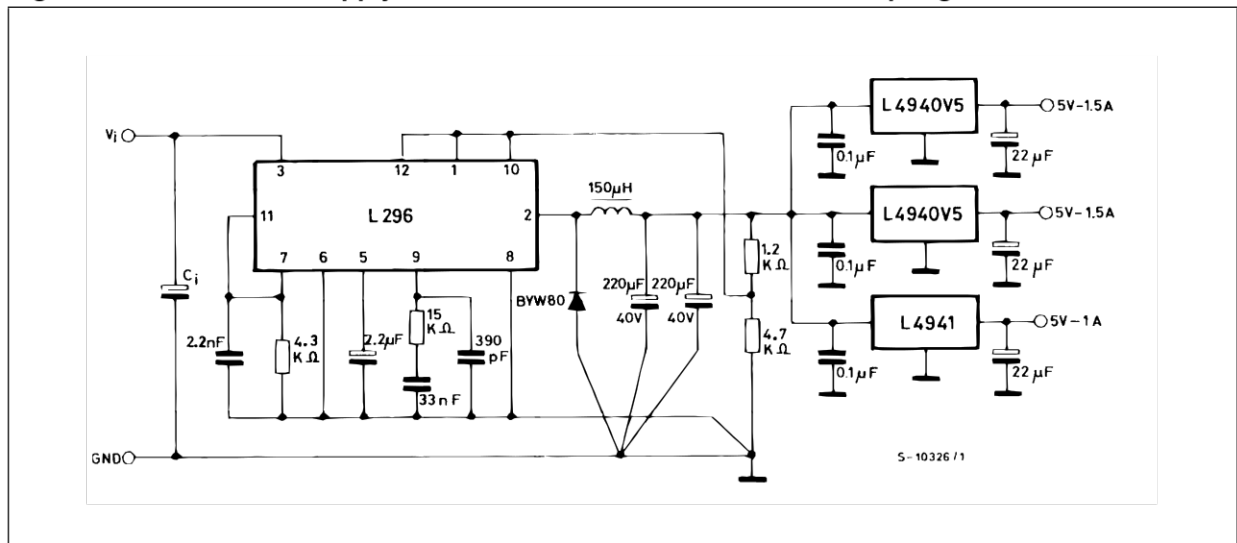 L4940V5
5V-1.5A
0.1µF
22µF
Vi
3
12
1
10
L296
11
2
7
6
5
9
8
150µH
L4940V5
5V-1.5A
0.1µF
22µF
1.2
KΩ
Ci
BYW80
220µF
40V
220µF
40V
4.7
KΩ
L4941
5V-1A
0.1µF
22µF
2.2nF
4.3
KΩ
2.2µF
15
KΩ
390
pF
33nF
GND
S-10326/1